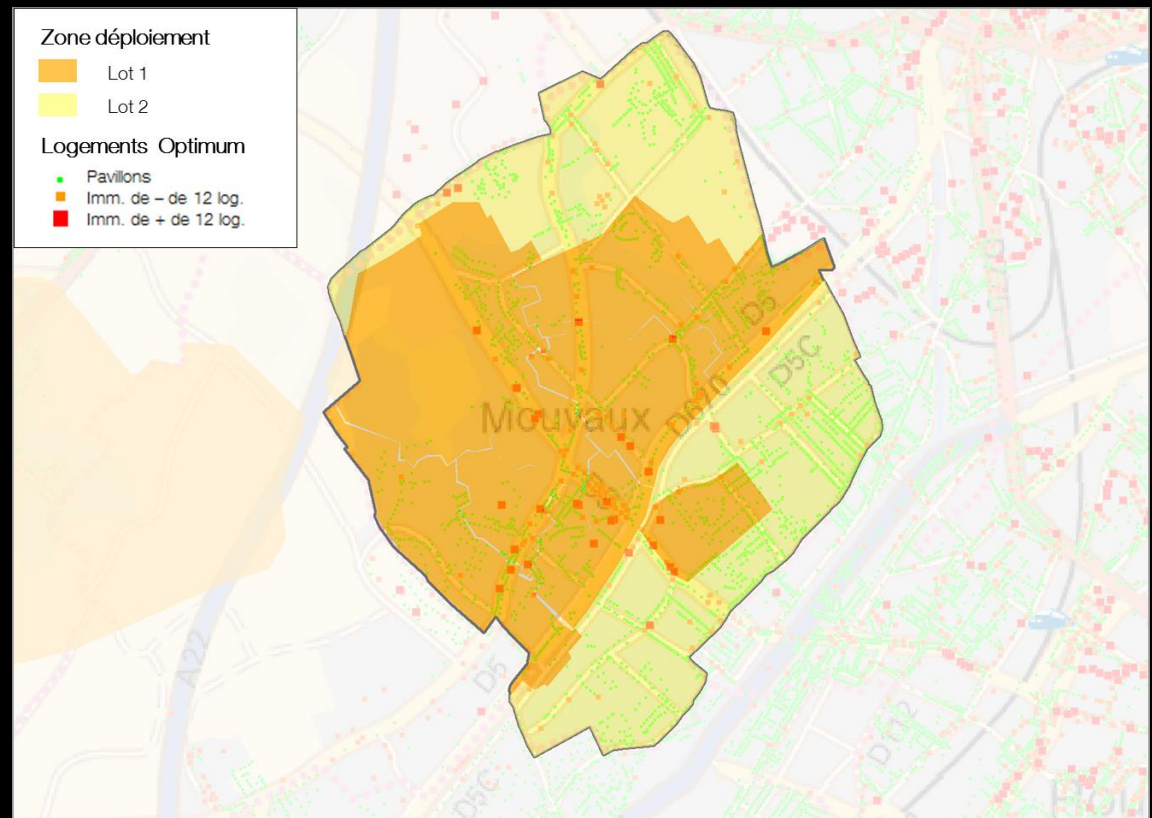 Zone déploiement
Lot 1
Lot 2
Logements Optimum
Pavillons
Imm. de – de 12 log.
Imm. de + de 12 log.
D5
D5C
D670
Mouvaux
A22
D5
D112
D5C